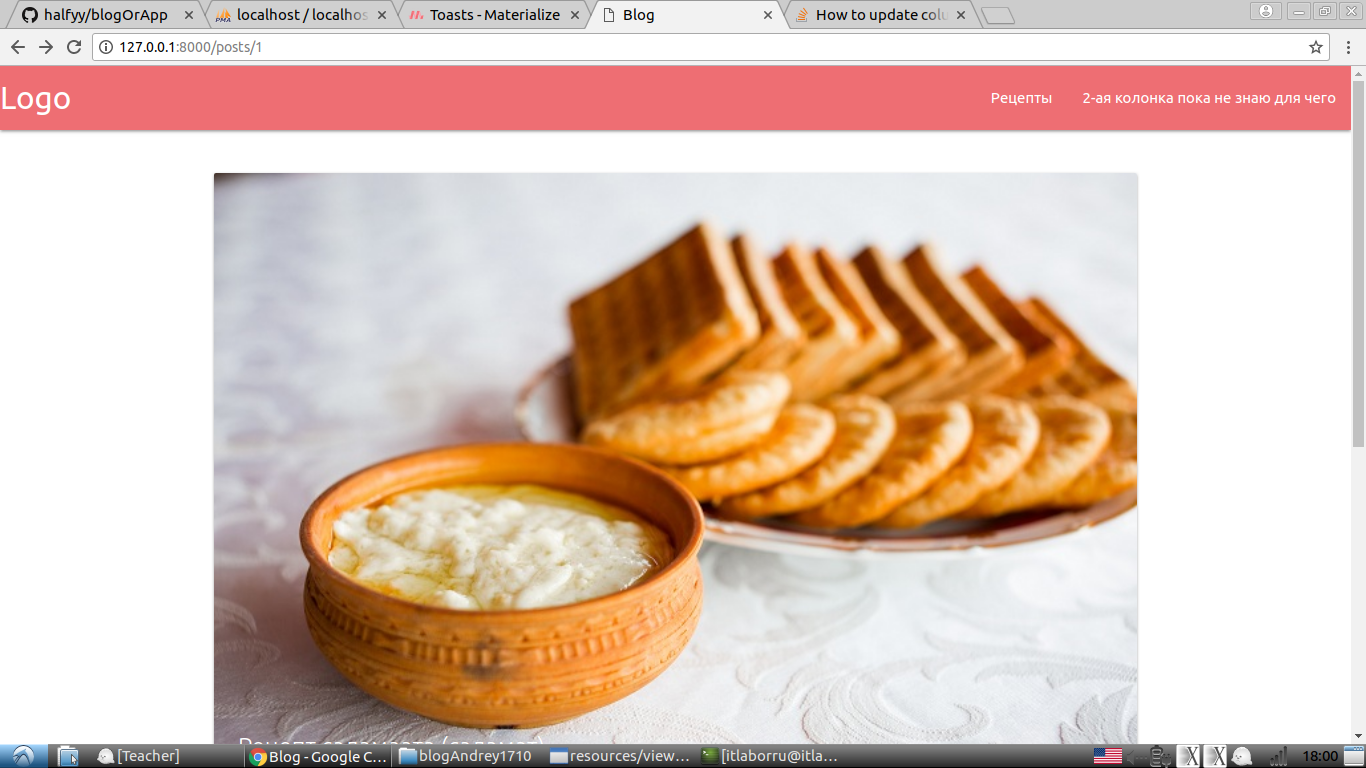 halfyy/blogOrApp
localhost / localhos
Toasts - Materialize
Blog
How to update colu
127.0.0.1:8000/posts/1
Logo
Рецепты
2-ая колонка пока не знаю для чего
[Teacher]
Blog - Google C...
blogAndrey1710
resources/view...
[itlaborru@itla...
18:00